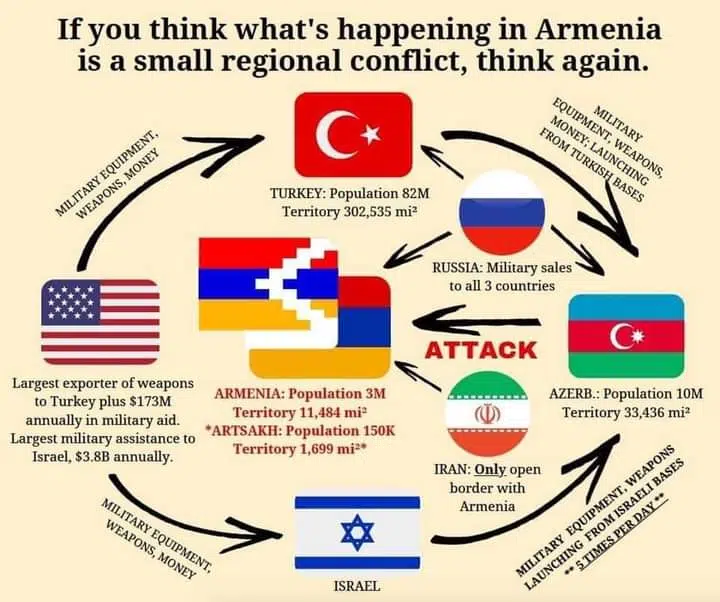 If you think what's happening in Armenia
is a small regional conflict, think again.
MILITARY EQUIPMENT,
WEAPONS, MONEY
TURKEY: Population 82M
Territory 302,535 mi²
MILITARY
EQUIPMENT, WEAPONS,
MONEY; LAUNCHING
FROM TURKISH BASES
RUSSIA: Military sales
to all 3 countries
Largest exporter of weapons
to Turkey plus $173M
annually in military aid.
Largest military assistance to
Israel, $3.8B annually.
ARMENIA: Population 3M
Territory 11,484 mi²
*ARTSAKH: Population 150K
Territory 1,699 mi²*
ATTACK
AZERB.: Population 10M
Territory 33,436 mi²
IRAN: Only open
border with
Armenia
MILITARY EQUIPMENT,
WEAPONS, MONEY
ISRAEL
MILITARY EQUIPMENT, WEAPONS
LAUNCHING FROM ISRAELI BASES
** 5 TIMES PER DAY **